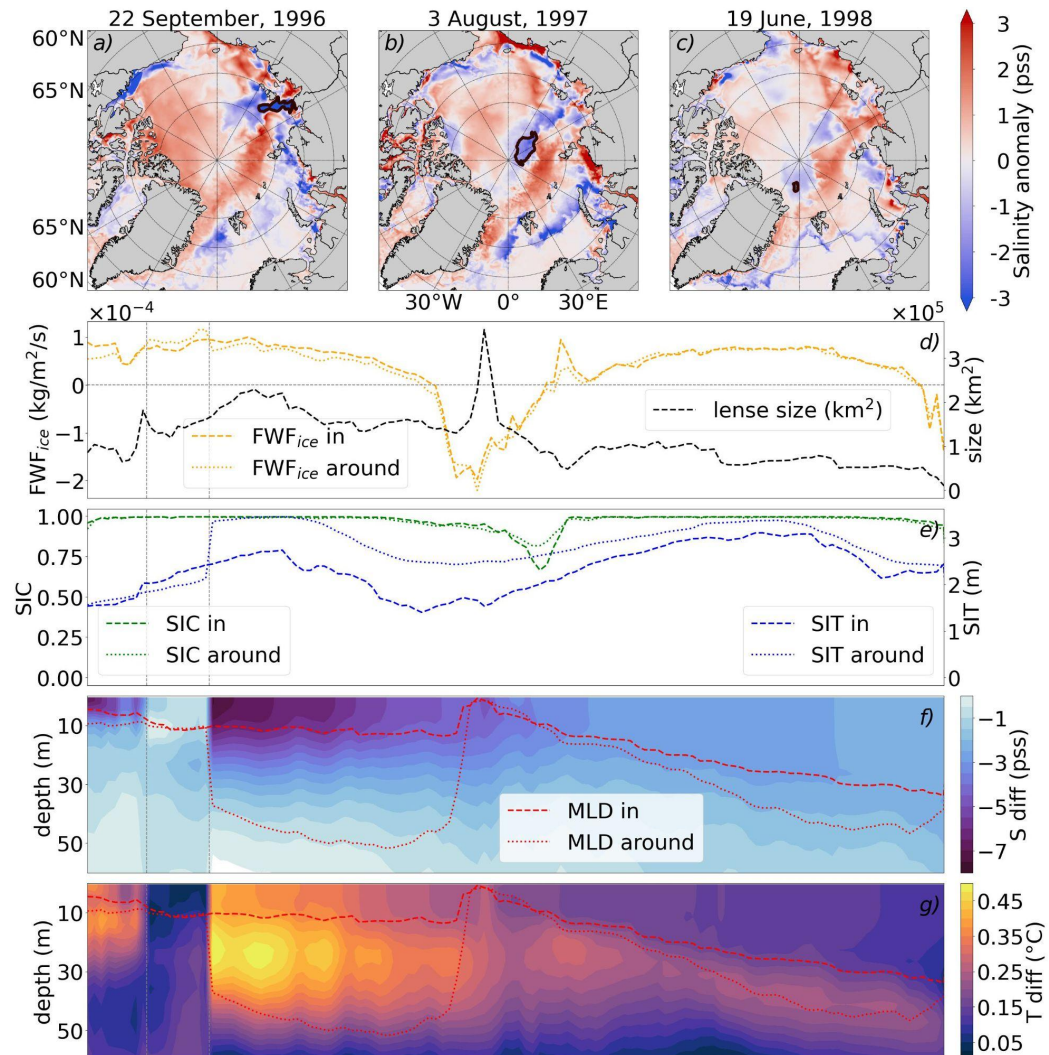 22 September, 1996
3 August, 1997
19 June, 1998
60°N
65°N
65°N
60°N
a)
b)
c)
30°W
0°
30°E
3
2
1
0
-1
-2
-3
Salinity anomaly (pss)
×10⁻⁴
×10⁵
d)
1
0
−1
−2
FWF_ice (kg/m²/s)
FWF_ice in
FWF_ice around
lense size (km²)
3
2
1
0
size (km²)
e)
1.00
0.75
0.50
0.25
0.00
SIC
SIC in
SIC around
SIT in
SIT around
3
2
1
0
SIT (m)
f)
10
30
50
depth (m)
MLD in
MLD around
−1
−3
−5
−7
S diff (pss)
g)
10
30
50
depth (m)
0.45
0.35
0.25
0.15
0.05
T diff (°C)